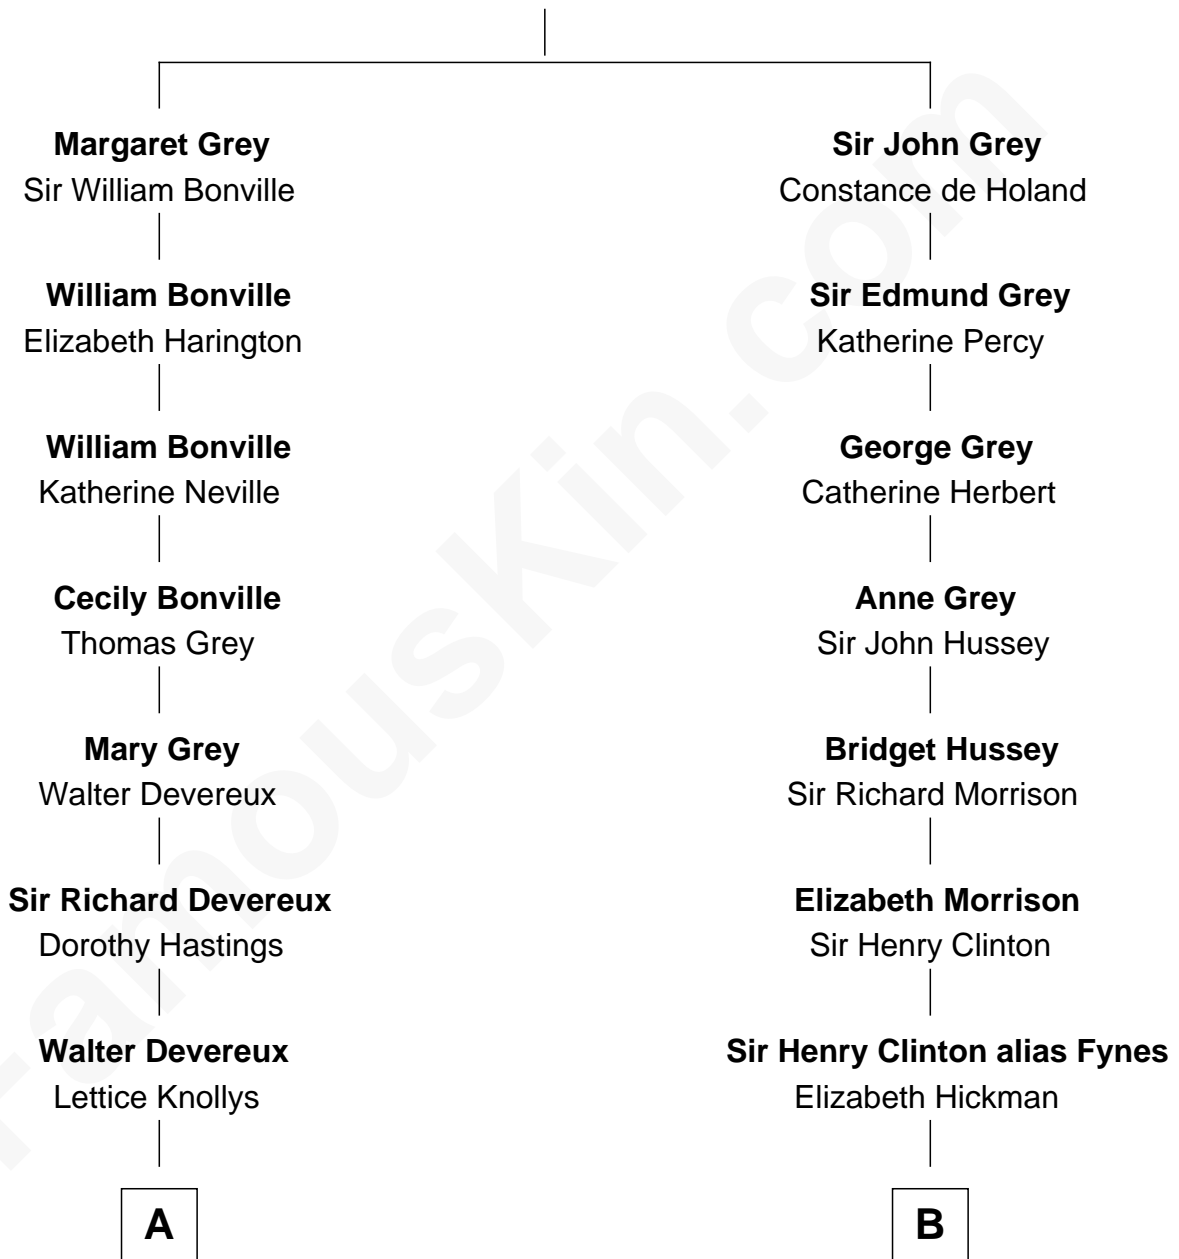 Margaret Grey
Sir William Bonville
William Bonville
Elizabeth Harington
William Bonville
Katherine Neville
Cecily Bonville
Thomas Grey
Mary Grey
Walter Devereux
Sir Richard Devereux
Dorothy Hastings
Walter Devereux
Lettice Knollys
A
Sir John Grey
Constance de Holand
Sir Edmund Grey
Katherine Percy
George Grey
Catherine Herbert
Anne Grey
Sir John Hussey
Bridget Hussey
Sir Richard Morrison
Elizabeth Morrison
Sir Henry Clinton
Sir Henry Clinton alias Fynes
Elizabeth Hickman
B
FamousKin.com